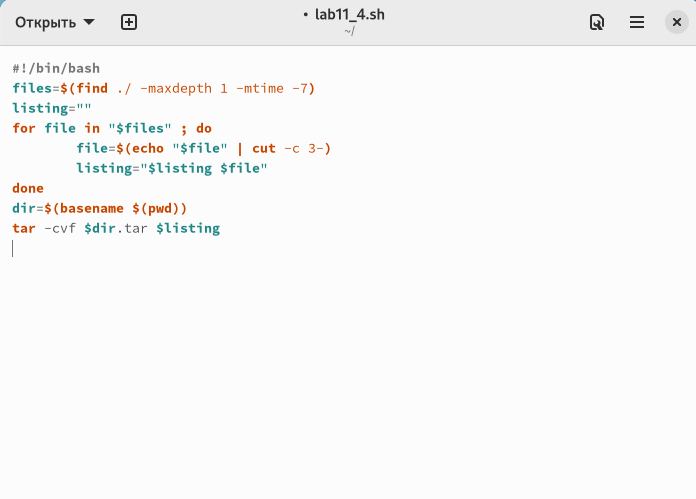 Открыть
• lab11_4.sh
~/
#!/bin/bash
files=$(find ./ -maxdepth 1 -mtime -7)
listing=""
for file in "$files" ; do
        file=$(echo "$file" | cut -c 3-)
        listing="$listing $file"
done
dir=$(basename $(pwd))
tar -cvf $dir.tar $listing